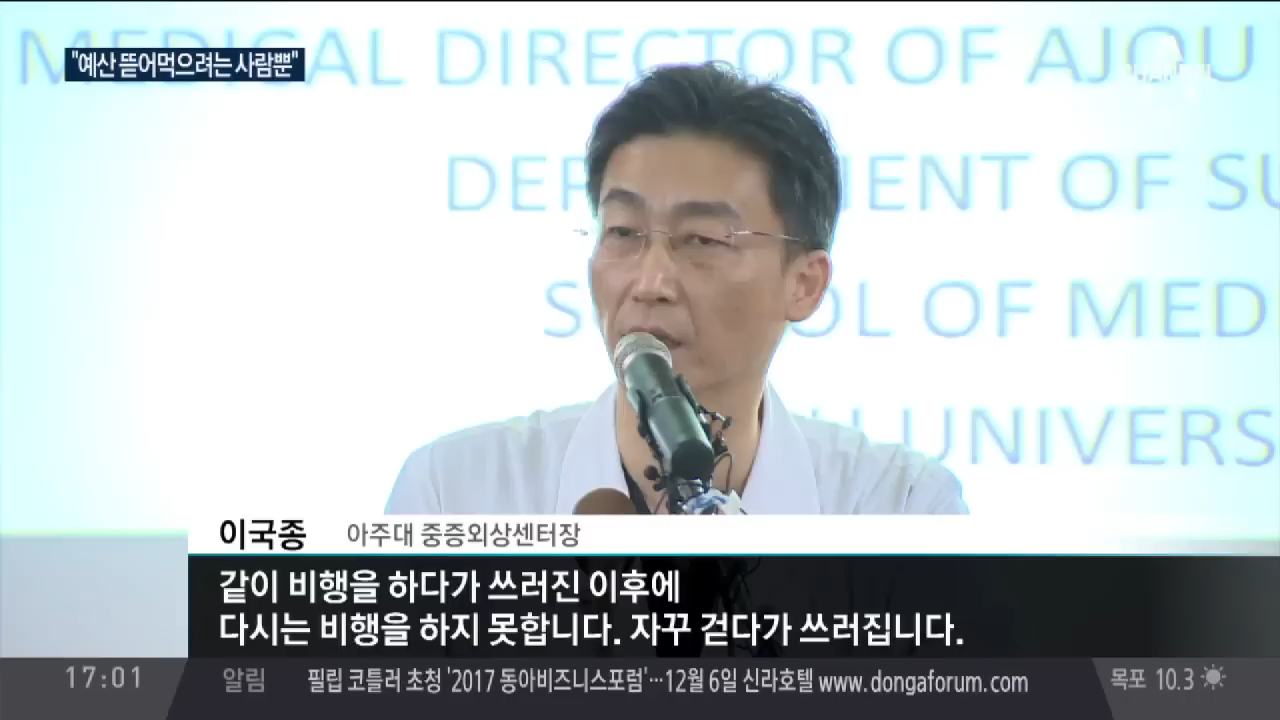 "예산 뜯어먹으려는 사람뿐"
MEDICAL DIRECTOR OF AJOU
CHANNEL
OF SU
OF MED
UNIVERS
이국종 아주대 중증외상센터장
같이 비행을 하다가 쓰러진 이후에
다시는 비행을 하지 못합니다. 자꾸 걷다가 쓰러집니다.
17:01 알림 필립 코틀러 초청 '2017 동아비즈니스포럼'…12월 6일 신라호텔 www.dongaforum.com 목포 10.3